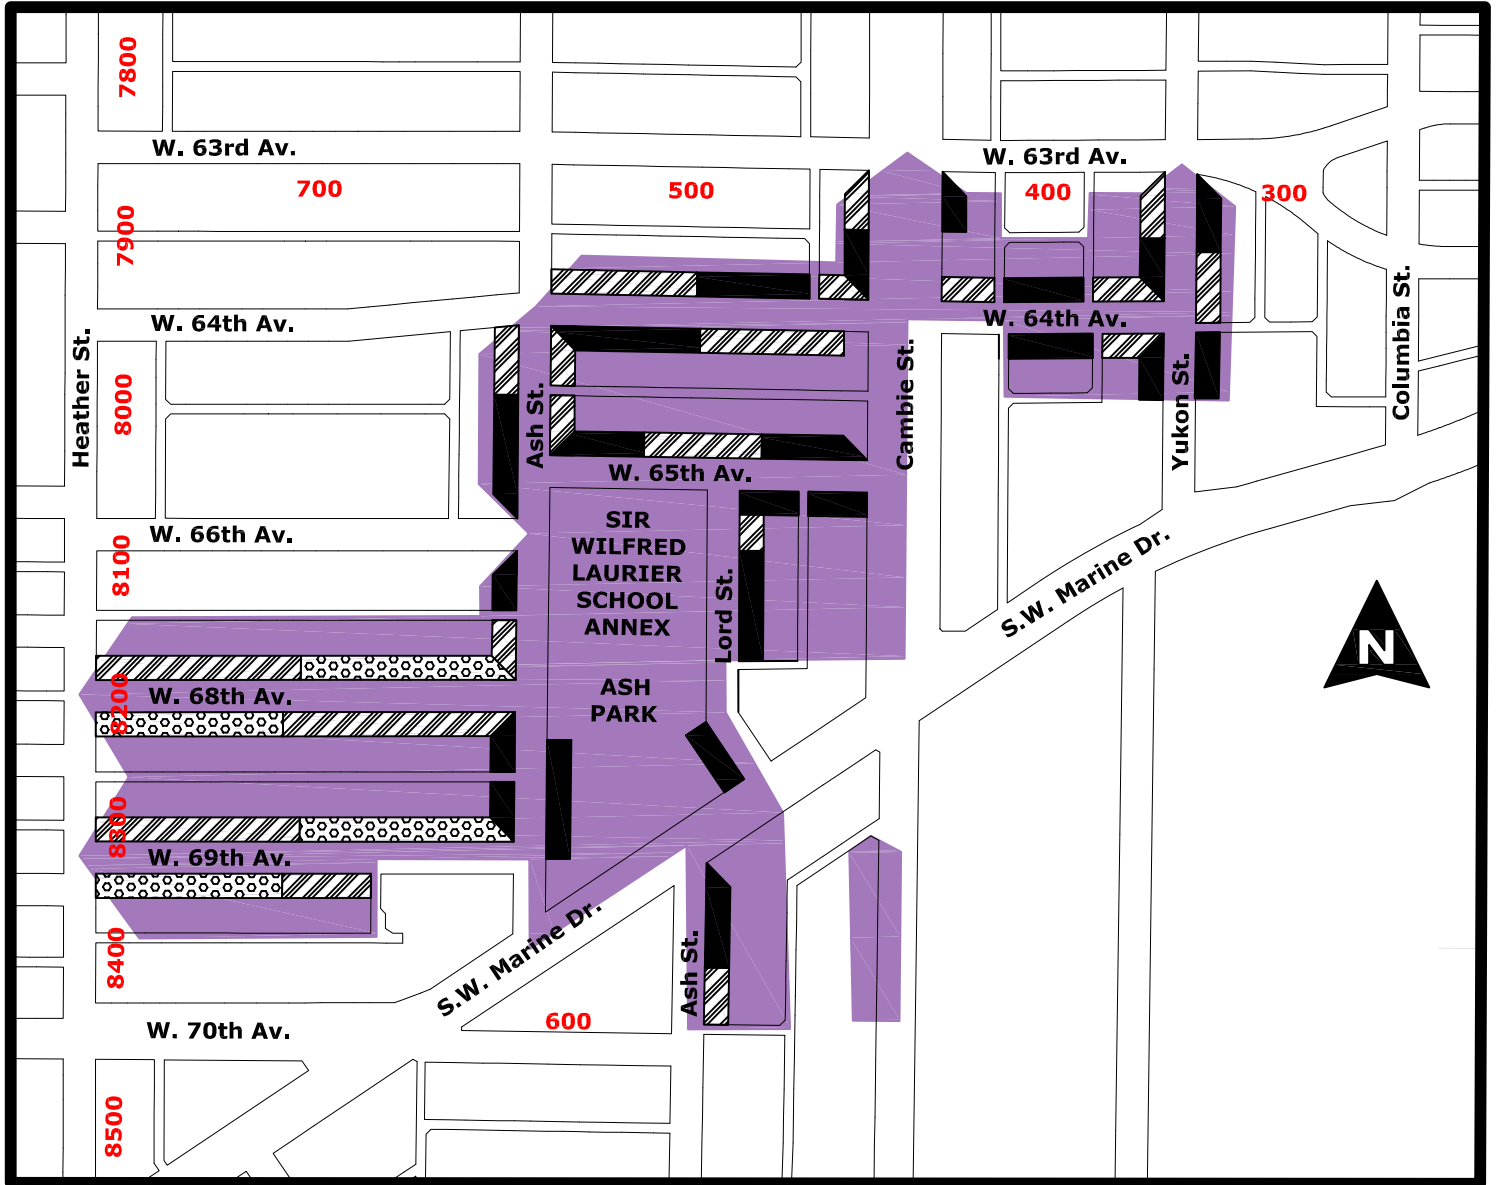 7800
W. 63rd Av.
W. 63rd Av.
700
500
400
300
7900
W. 64th Av.
W. 64th Av.
Heather St.
8000
Ash St.
Cambie St.
Yukon St.
Columbia St.
W. 65th Av.
W. 66th Av.
8100
SIR
WILFRED
LAURIER
SCHOOL
ANNEX
Lord St.
S.W. Marine Dr.
N
ASH
PARK
W. 68th Av.
8200
8300
W. 69th Av.
8400
S.W. Marine Dr.
Ash St.
600
W. 70th Av.
8500